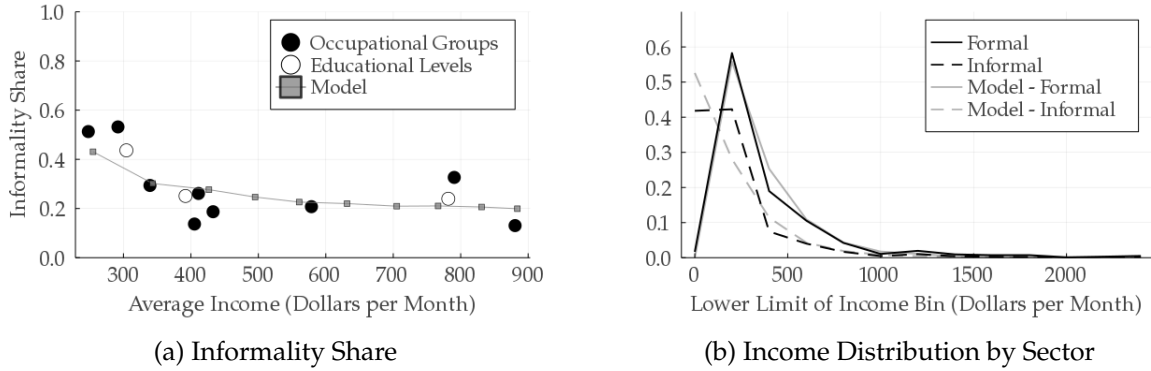 1.0
0.8
0.6
0.4
0.2
0.0
Informality Share
Occupational Groups
Educational Levels
Model
300 400 500 600 700 800 900
Average Income (Dollars per Month)
(a) Informality Share
0.6
0.5
0.4
0.3
0.2
0.1
0.0
Formal
Informal
Model - Formal
Model - Informal
0 500 1000 1500 2000
Lower Limit of Income Bin (Dollars per Month)
(b) Income Distribution by Sector